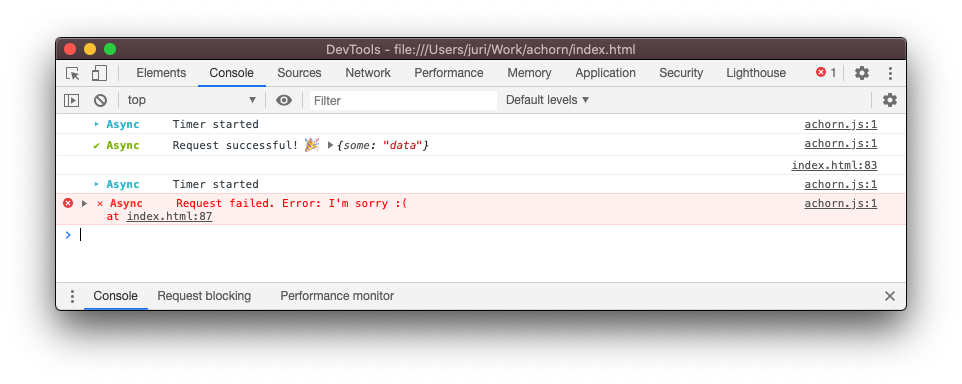 DevTools - file:///Users/juri/Work/achorn/index.html
Elements Console Sources Network Performance Memory Application Security Lighthouse 1
top Filter Default levels ▼
▸ Async Timer started achorn.js:1
✔ Async Request successful! 🎉 ▶{some: "data"} achorn.js:1
index.html:83
▸ Async Timer started achorn.js:1
✕ Async Request failed. Error: I'm sorry :( achorn.js:1
at index.html:87
Console Request blocking Performance monitor